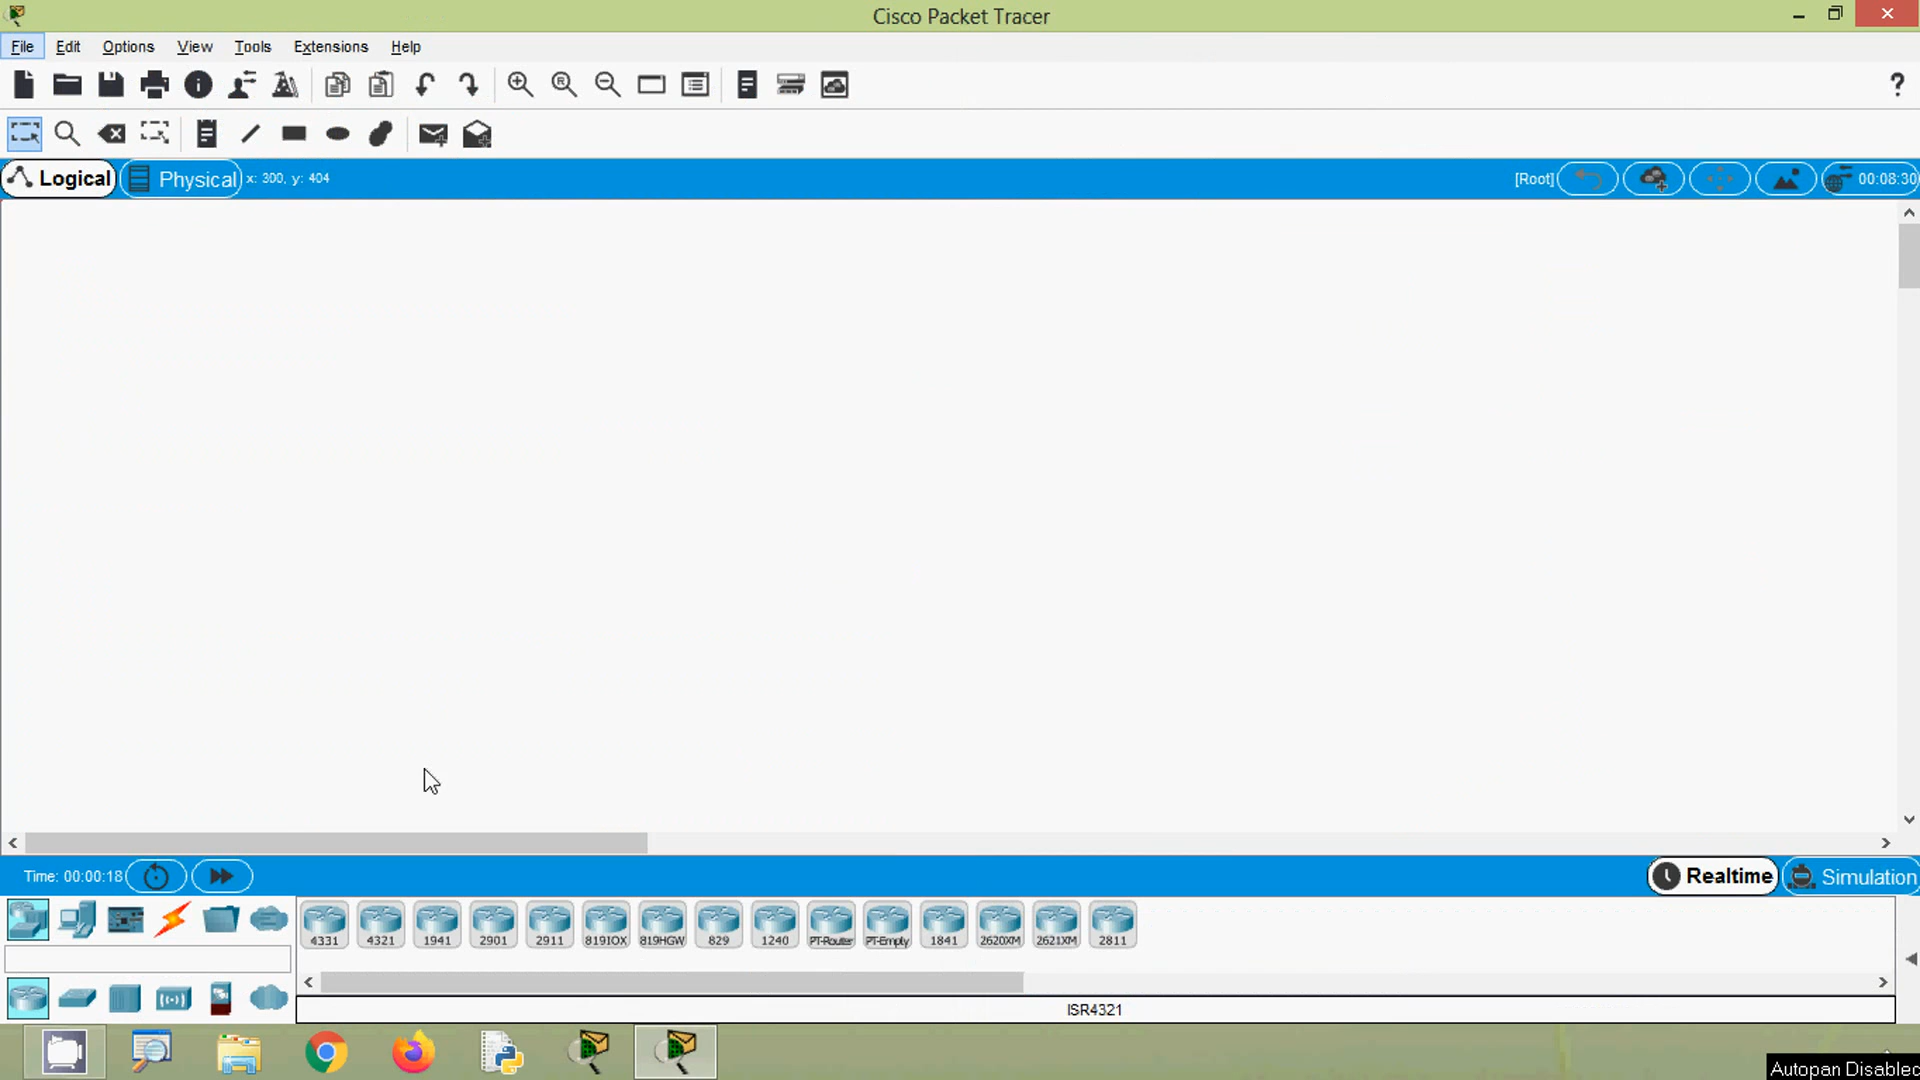 Cisco Packet Tracer
File Edit Options View Tools Extensions Help
?
Logical Physical x: 300, y: 404 [Root] 00:08:30
Time: 00:00:18 Realtime Simulation
4331 4321 1941 2901 2911 819IOX 819HGW 829 1240 PT-Router PT-Empty 1841 2620XM 2621XM 2811
ISR4321
Autopan Disabled